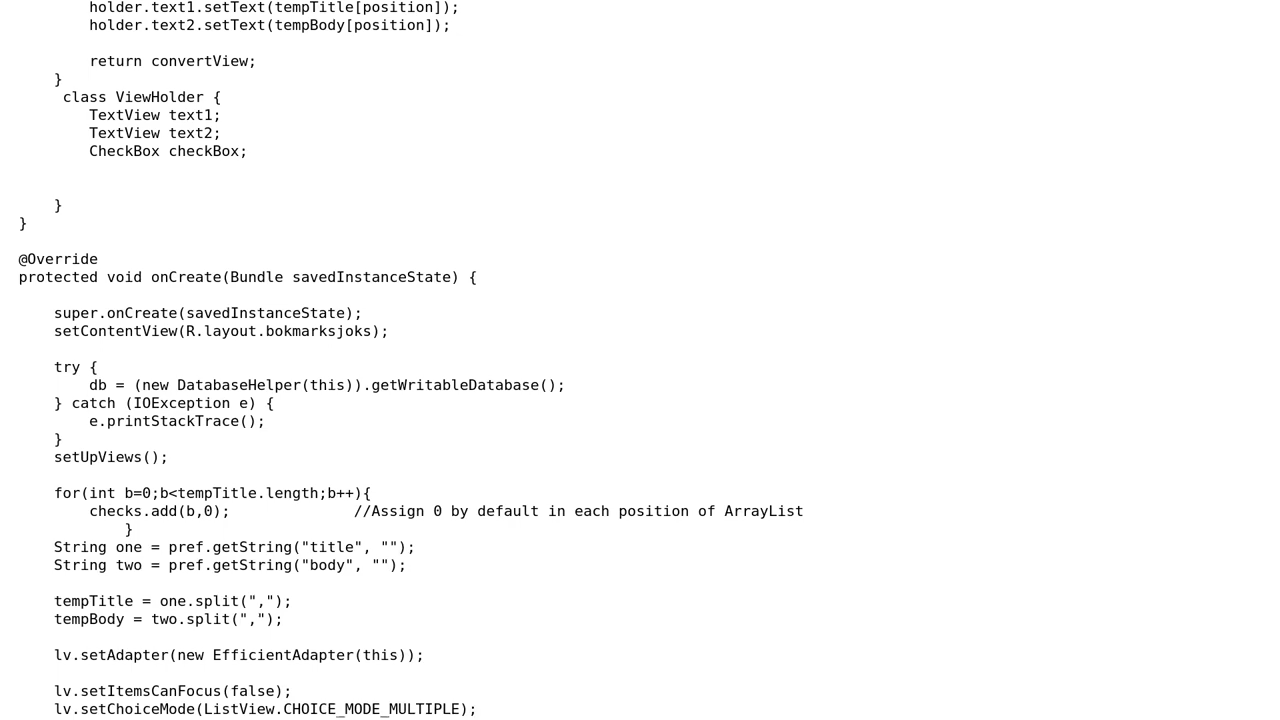 holder.text1.setText(tempTitle[position]);
holder.text2.setText(tempBody[position]);
return convertView;
}
class ViewHolder {
TextView text1;
TextView text2;
CheckBox checkBox;
}
}
@Override
protected void onCreate(Bundle savedInstanceState) {
super.onCreate(savedInstanceState);
setContentView(R.layout.bokmarksjoks);
try {
db = (new DatabaseHelper(this)).getWritableDatabase();
} catch (IOException e) {
e.printStackTrace();
}
setUpViews();
for(int b=0;b<tempTitle.length;b++){
checks.add(b,0);              //Assign 0 by default in each position of ArrayList
}
String one = pref.getString("title", "");
String two = pref.getString("body", "");
tempTitle = one.split(",");
tempBody = two.split(",");
lv.setAdapter(new EfficientAdapter(this));
lv.setItemsCanFocus(false);
lv.setChoiceMode(ListView.CHOICE_MODE_MULTIPLE);